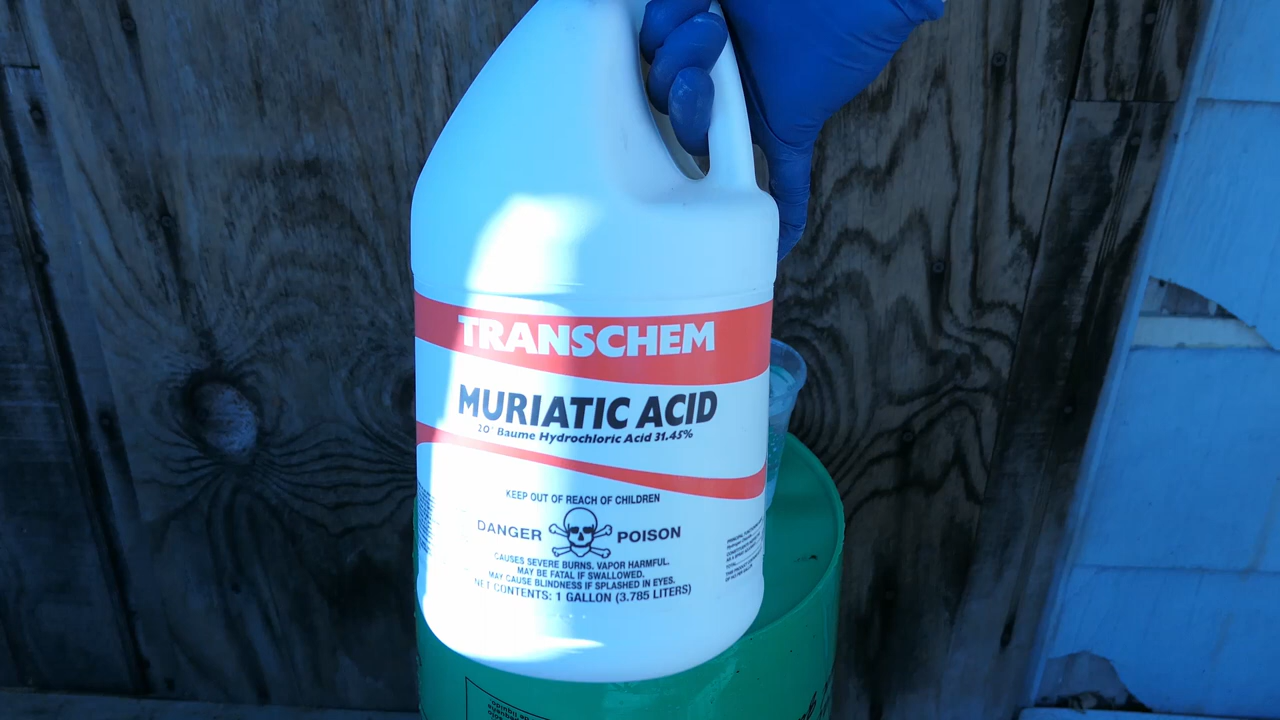 TRANSCHEM
MURIATIC ACID
20° Baume Hydrochloric Acid 31.45%
KEEP OUT OF REACH OF CHILDREN
DANGER POISON
CAUSES SEVERE BURNS. VAPOR HARMFUL.
MAY BE FATAL IF SWALLOWED.
MAY CAUSE BLINDNESS IF SPLASHED IN EYES.
NET CONTENTS: 1 GALLON (3.785 LITERS)